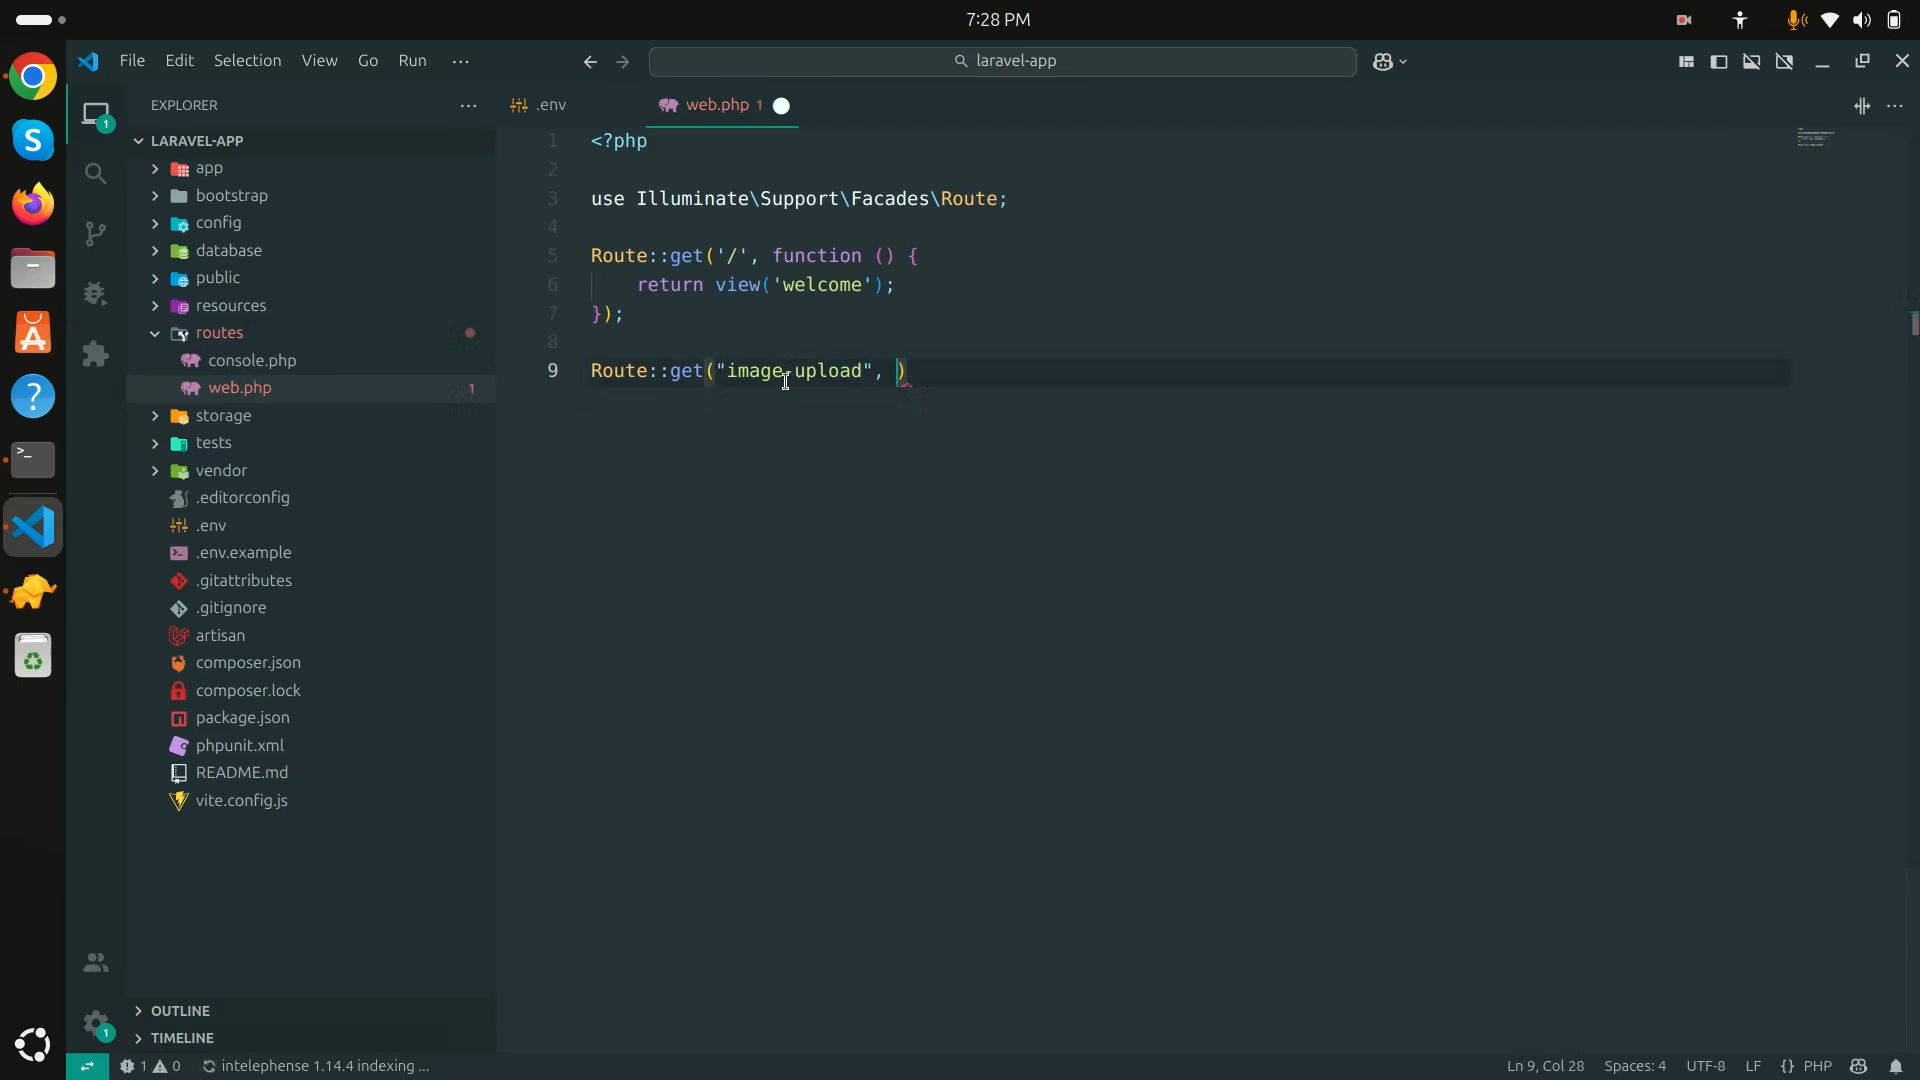 7:28 PM
File Edit Selection View Go Run ···
laravel-app
EXPLORER ···
.env
web.php 1
LARAVEL-APP
app
bootstrap
config
database
public
resources
routes
console.php
web.php 1
storage
tests
vendor
.editorconfig
.env
.env.example
.gitattributes
.gitignore
artisan
composer.json
composer.lock
package.json
phpunit.xml
README.md
vite.config.js
OUTLINE
TIMELINE
1
1
1 <?php
2
3 use Illuminate\Support\Facades\Route;
4
5 Route::get('/', function () {
6 return view('welcome');
7 });
8
9 Route::get("image-upload", )
1 0 intelephense 1.14.4 indexing ...
Ln 9, Col 28 Spaces: 4 UTF-8 LF {} PHP